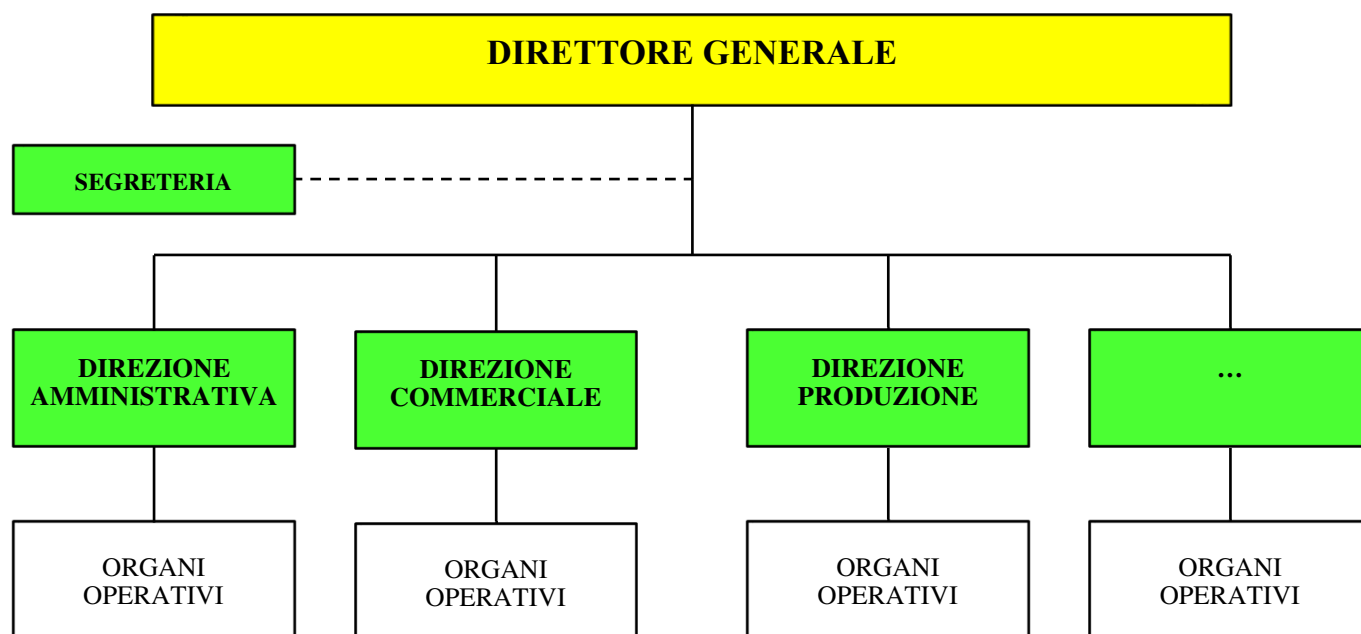 DIRETTORE GENERALE
SEGRETERIA
DIREZIONE
AMMINISTRATIVA
DIREZIONE
COMMERCIALE
DIREZIONE
PRODUZIONE
...
ORGANI
OPERATIVI
ORGANI
OPERATIVI
ORGANI
OPERATIVI
ORGANI
OPERATIVI